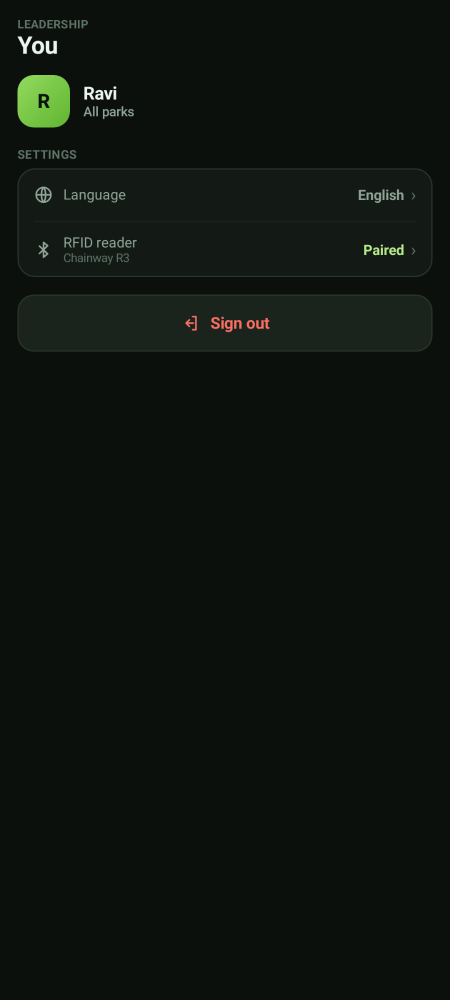 LEADERSHIP
You
R
Ravi
All parks
SETTINGS
Language English ›
RFID reader
Chainway R3
Paired ›
Sign out